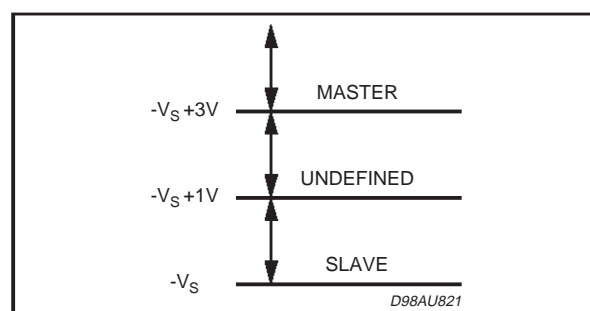 MASTER
-VS +3V
UNDEFINED
-VS +1V
SLAVE
-VS
D98AU821